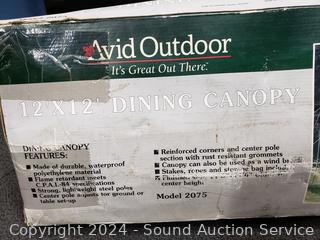 Avid Outdoor
It's Great Out There.
12'X12' DINING CANOPY
DINING CANOPY
FEATURES:
Made of durable, waterproof
polyethylene material
Flame retardent meets
C.P.A.I.-84 specifications
Strong, lightweight steel poles
Center pole adjusts for ground or
table set-up
Reinforced corners and center pole
section with rust resistant grommets
Canopy can also be used as a wind
Stakes, ropes and storage bag
center height
Model 2075
Copyright 2024 - Sound Auction Service